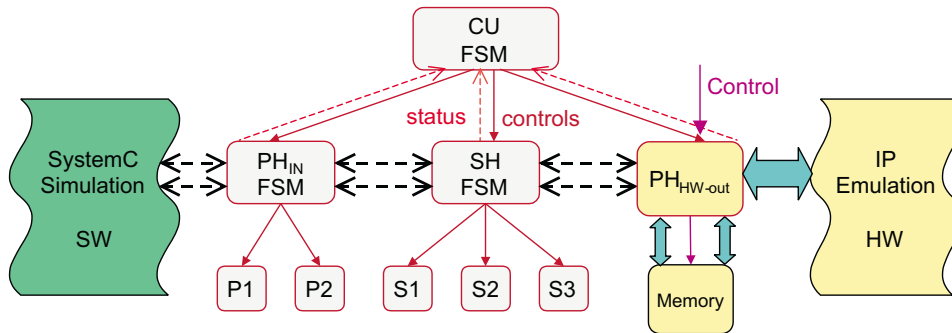 CU
FSM
Control
status
controls
SystemC
Simulation
SW
PHIN
FSM
SH
FSM
PHHW-out
IP
Emulation
HW
P1
P2
S1
S2
S3
Memory